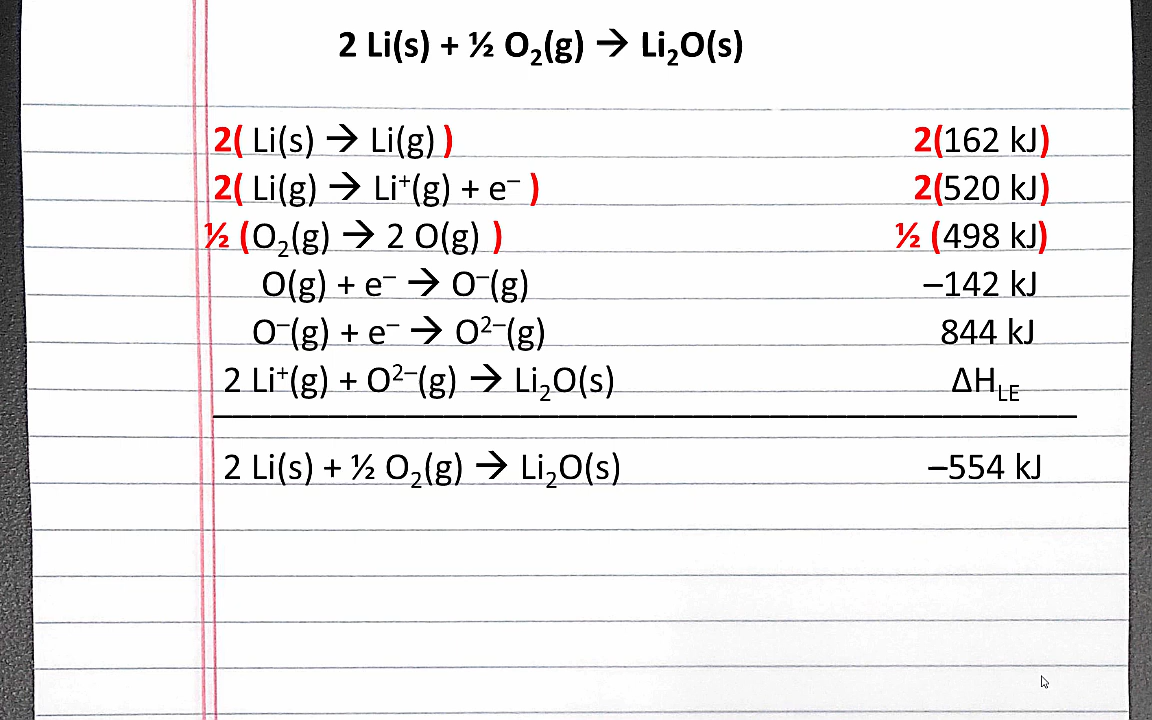 2 Li(s) + ½ O₂(g) → Li₂O(s)
2( Li(s) → Li(g) ) 2(162 kJ)
2( Li(g) → Li⁺(g) + e⁻ ) 2(520 kJ)
½ (O₂(g) → 2 O(g) ) ½ (498 kJ)
O(g) + e⁻ → O⁻(g) –142 kJ
O⁻(g) + e⁻ → O²⁻(g) 844 kJ
2 Li⁺(g) + O²⁻(g) → Li₂O(s) ΔH_LE
2 Li(s) + ½ O₂(g) → Li₂O(s) –554 kJ